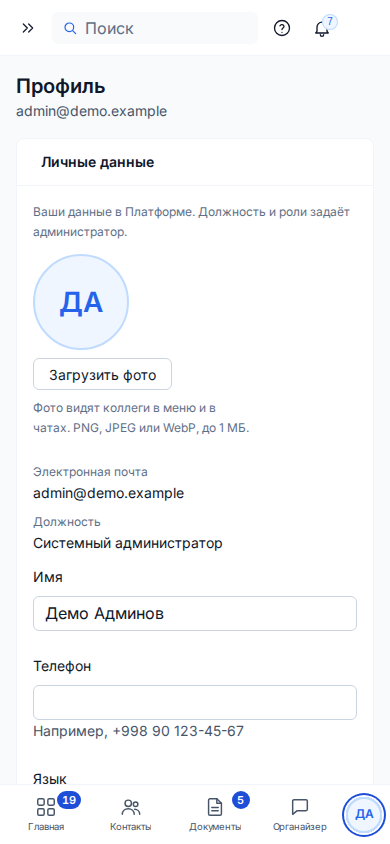 Поиск
7
Профиль
admin@demo.example
Личные данные
Ваши данные в Платформе. Должность и роли задаёт
администратор.
ДА
Загрузить фото
Фото видят коллеги в меню и в
чатах. PNG, JPEG или WebP, до 1 МБ.
Электронная почта
admin@demo.example
Должность
Системный администратор
Имя
Демо Админов
Телефон
Например, +998 90 123-45-67
Язык
19
5
ДА
Главная
Контакты
Документы
Органайзер